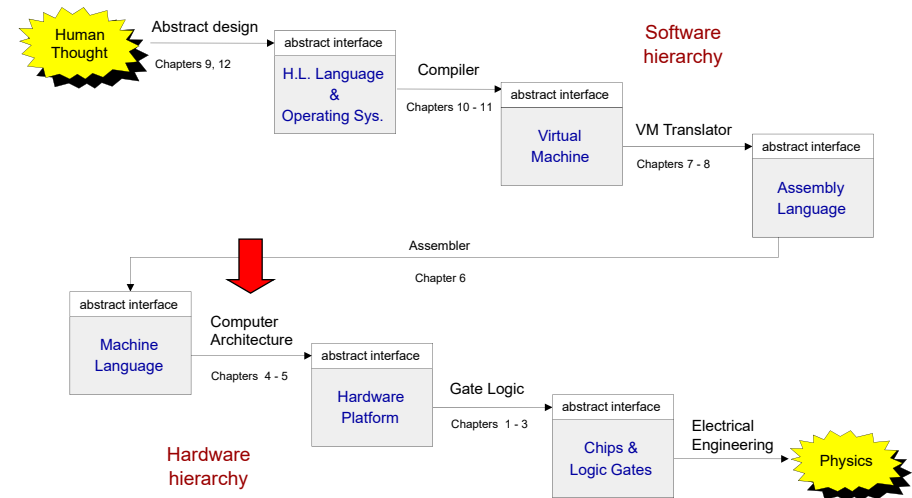 Human
Thought
Abstract design
Chapters 9, 12
abstract interface
H.L. Language
&
Operating Sys.
Compiler
Chapters 10 - 11
Software
hierarchy
abstract interface
Virtual
Machine
VM Translator
Chapters 7 - 8
abstract interface
Assembly
Language
Assembler
Chapter 6
abstract interface
Machine
Language
Computer
Architecture
Chapters 4 - 5
abstract interface
Hardware
Platform
Gate Logic
Chapters 1 - 3
abstract interface
Chips &
Logic Gates
Electrical
Engineering
Physics
Hardware
hierarchy